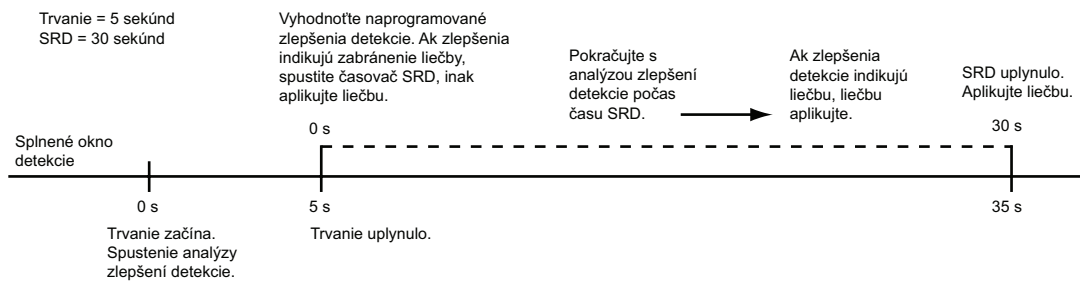 Trvanie = 5 sekúnd
SRD = 30 sekúnd
Vyhodnoťte naprogramované
zlepšenia detekcie. Ak zlepšenia
indikujú zabránenie liečby,
spustite časovač SRD, inak
aplikujte liečbu.
Pokračujte s
analýzou zlepšení
detekcie počas
času SRD.
Ak zlepšenia
detekcie indikujú
liečbu, liečbu
aplikujte.
SRD uplynulo.
Aplikujte liečbu.
0 s
30 s
Splnené okno
detekcie
0 s
5 s
35 s
Trvanie začína.
Spustenie analýzy
zlepšení detekcie.
Trvanie uplynulo.